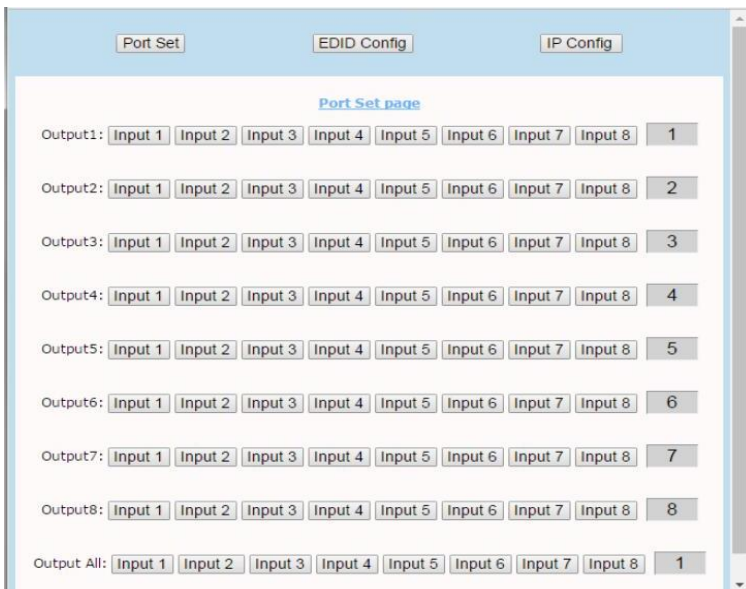 Port Set EDID Config IP Config
Port Set page
Output1: Input 1 Input 2 Input 3 Input 4 Input 5 Input 6 Input 7 Input 8 1
Output2: Input 1 Input 2 Input 3 Input 4 Input 5 Input 6 Input 7 Input 8 2
Output3: Input 1 Input 2 Input 3 Input 4 Input 5 Input 6 Input 7 Input 8 3
Output4: Input 1 Input 2 Input 3 Input 4 Input 5 Input 6 Input 7 Input 8 4
Output5: Input 1 Input 2 Input 3 Input 4 Input 5 Input 6 Input 7 Input 8 5
Output6: Input 1 Input 2 Input 3 Input 4 Input 5 Input 6 Input 7 Input 8 6
Output7: Input 1 Input 2 Input 3 Input 4 Input 5 Input 6 Input 7 Input 8 7
Output8: Input 1 Input 2 Input 3 Input 4 Input 5 Input 6 Input 7 Input 8 8
Output All: Input 1 Input 2 Input 3 Input 4 Input 5 Input 6 Input 7 Input 8 1